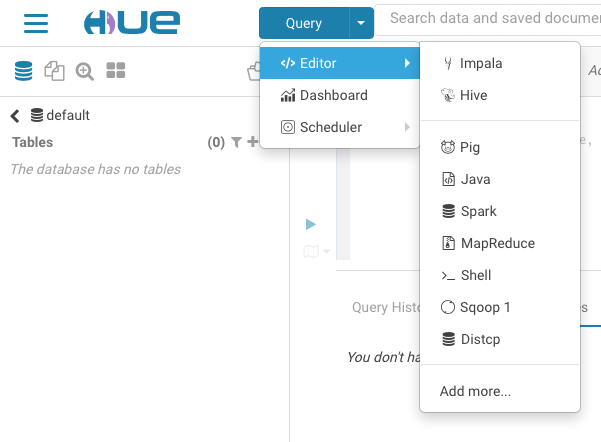 HUE
Query
Search data and saved docume
Editor
Dashboard
Scheduler
Impala
Hive
Pig
Java
Spark
MapReduce
Shell
Sqoop 1
Distcp
Add more...
default
Tables
(0)
The database has no tables
Query Histo
You don't ha